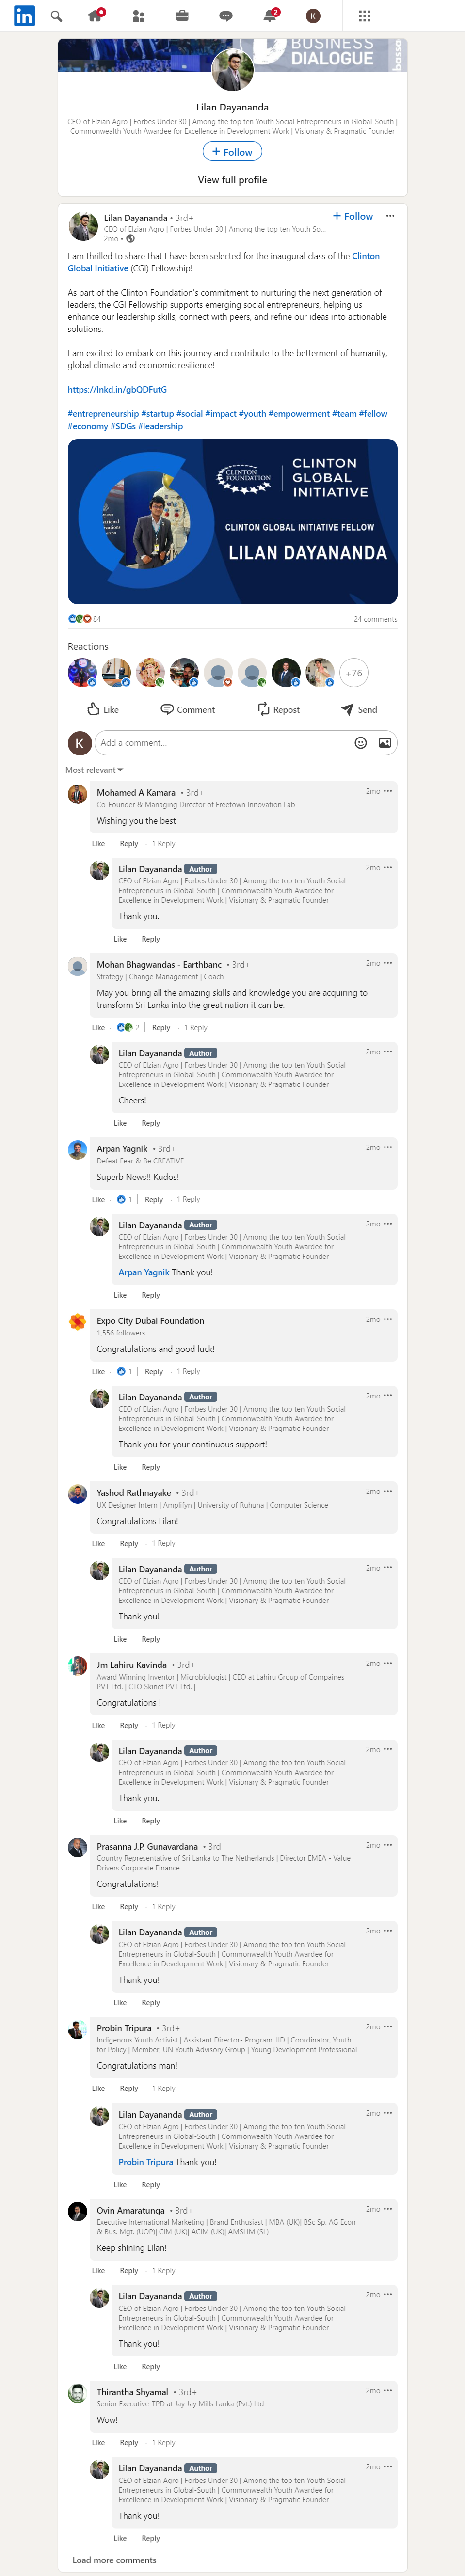 in
2
K
BUSINESS
DIALOGUE
basso
Lilan Dayananda
CEO of Elzian Agro | Forbes Under 30 | Among the top ten Youth Social Entrepreneurs in Global-South |
Commonwealth Youth Awardee for Excellence in Development Work | Visionary & Pragmatic Founder
+ Follow
View full profile
Lilan Dayananda • 3rd+
+ Follow
CEO of Elzian Agro | Forbes Under 30 | Among the top ten Youth So...
2mo •
I am thrilled to share that I have been selected for the inaugural class of the Clinton
Global Initiative (CGI) Fellowship!
As part of the Clinton Foundation's commitment to nurturing the next generation of
leaders, the CGI Fellowship supports emerging social entrepreneurs, helping us
enhance our leadership skills, connect with peers, and refine our ideas into actionable
solutions.
I am excited to embark on this journey and contribute to the betterment of humanity,
global climate and economic resilience!
https://lnkd.in/gbQDFutG
#entrepreneurship #startup #social #impact #youth #empowerment #team #fellow
#economy #SDGs #leadership
CLINTON
FOUNDATION
CLINTON
GLOBAL
INITIATIVE
CLINTON GLOBAL INITIATIVE FELLOW
LILAN DAYANANDA
84
24 comments
Reactions
+76
Like
Comment
Repost
Send
K
Add a comment...
Most relevant
Mohamed A Kamara • 3rd+
2mo
Co-Founder & Managing Director of Freetown Innovation Lab
Wishing you the best
Like | Reply · 1 Reply
Lilan Dayananda Author
2mo
CEO of Elzian Agro | Forbes Under 30 | Among the top ten Youth Social
Entrepreneurs in Global-South | Commonwealth Youth Awardee for
Excellence in Development Work | Visionary & Pragmatic Founder
Thank you.
Like | Reply
Mohan Bhagwandas - Earthbanc • 3rd+
2mo
Strategy | Change Management | Coach
May you bring all the amazing skills and knowledge you are acquiring to
transform Sri Lanka into the great nation it can be.
Like · 2 | Reply · 1 Reply
Lilan Dayananda Author
2mo
CEO of Elzian Agro | Forbes Under 30 | Among the top ten Youth Social
Entrepreneurs in Global-South | Commonwealth Youth Awardee for
Excellence in Development Work | Visionary & Pragmatic Founder
Cheers!
Like | Reply
Arpan Yagnik • 3rd+
2mo
Defeat Fear & Be CREATIVE
Superb News!! Kudos!
Like · 1 | Reply · 1 Reply
Lilan Dayananda Author
2mo
CEO of Elzian Agro | Forbes Under 30 | Among the top ten Youth Social
Entrepreneurs in Global-South | Commonwealth Youth Awardee for
Excellence in Development Work | Visionary & Pragmatic Founder
Arpan Yagnik Thank you!
Like | Reply
Expo City Dubai Foundation
2mo
1,556 followers
Congratulations and good luck!
Like · 1 | Reply · 1 Reply
Lilan Dayananda Author
2mo
CEO of Elzian Agro | Forbes Under 30 | Among the top ten Youth Social
Entrepreneurs in Global-South | Commonwealth Youth Awardee for
Excellence in Development Work | Visionary & Pragmatic Founder
Thank you for your continuous support!
Like | Reply
Yashod Rathnayake • 3rd+
2mo
UX Designer Intern | Amplifyn | University of Ruhuna | Computer Science
Congratulations Lilan!
Like | Reply · 1 Reply
Lilan Dayananda Author
2mo
CEO of Elzian Agro | Forbes Under 30 | Among the top ten Youth Social
Entrepreneurs in Global-South | Commonwealth Youth Awardee for
Excellence in Development Work | Visionary & Pragmatic Founder
Thank you!
Like | Reply
Jm Lahiru Kavinda • 3rd+
2mo
Award Winning Inventor | Microbiologist | CEO at Lahiru Group of Compaines
PVT Ltd. | CTO Skinet PVT Ltd. |
Congratulations !
Like | Reply · 1 Reply
Lilan Dayananda Author
2mo
CEO of Elzian Agro | Forbes Under 30 | Among the top ten Youth Social
Entrepreneurs in Global-South | Commonwealth Youth Awardee for
Excellence in Development Work | Visionary & Pragmatic Founder
Thank you.
Like | Reply
Prasanna J.P. Gunavardana • 3rd+
2mo
Country Representative of Sri Lanka to The Netherlands | Director EMEA - Value
Drivers Corporate Finance
Congratulations!
Like | Reply · 1 Reply
Lilan Dayananda Author
2mo
CEO of Elzian Agro | Forbes Under 30 | Among the top ten Youth Social
Entrepreneurs in Global-South | Commonwealth Youth Awardee for
Excellence in Development Work | Visionary & Pragmatic Founder
Thank you!
Like | Reply
Probin Tripura • 3rd+
2mo
Indigenous Youth Activist | Assistant Director- Program, IID | Coordinator, Youth
for Policy | Member, UN Youth Advisory Group | Young Development Professional
Congratulations man!
Like | Reply · 1 Reply
Lilan Dayananda Author
2mo
CEO of Elzian Agro | Forbes Under 30 | Among the top ten Youth Social
Entrepreneurs in Global-South | Commonwealth Youth Awardee for
Excellence in Development Work | Visionary & Pragmatic Founder
Probin Tripura Thank you!
Like | Reply
Ovin Amaratunga • 3rd+
2mo
Executive International Marketing | Brand Enthusiast | MBA (UK)| BSc Sp. AG Econ
& Bus. Mgt. (UOP)| CIM (UK)| ACIM (UK)| AMSLIM (SL)
Keep shining Lilan!
Like | Reply · 1 Reply
Lilan Dayananda Author
2mo
CEO of Elzian Agro | Forbes Under 30 | Among the top ten Youth Social
Entrepreneurs in Global-South | Commonwealth Youth Awardee for
Excellence in Development Work | Visionary & Pragmatic Founder
Thank you!
Like | Reply
Thirantha Shyamal • 3rd+
2mo
Senior Executive-TPD at Jay Jay Mills Lanka (Pvt.) Ltd
Wow!
Like | Reply · 1 Reply
Lilan Dayananda Author
2mo
CEO of Elzian Agro | Forbes Under 30 | Among the top ten Youth Social
Entrepreneurs in Global-South | Commonwealth Youth Awardee for
Excellence in Development Work | Visionary & Pragmatic Founder
Thank you!
Like | Reply
Load more comments